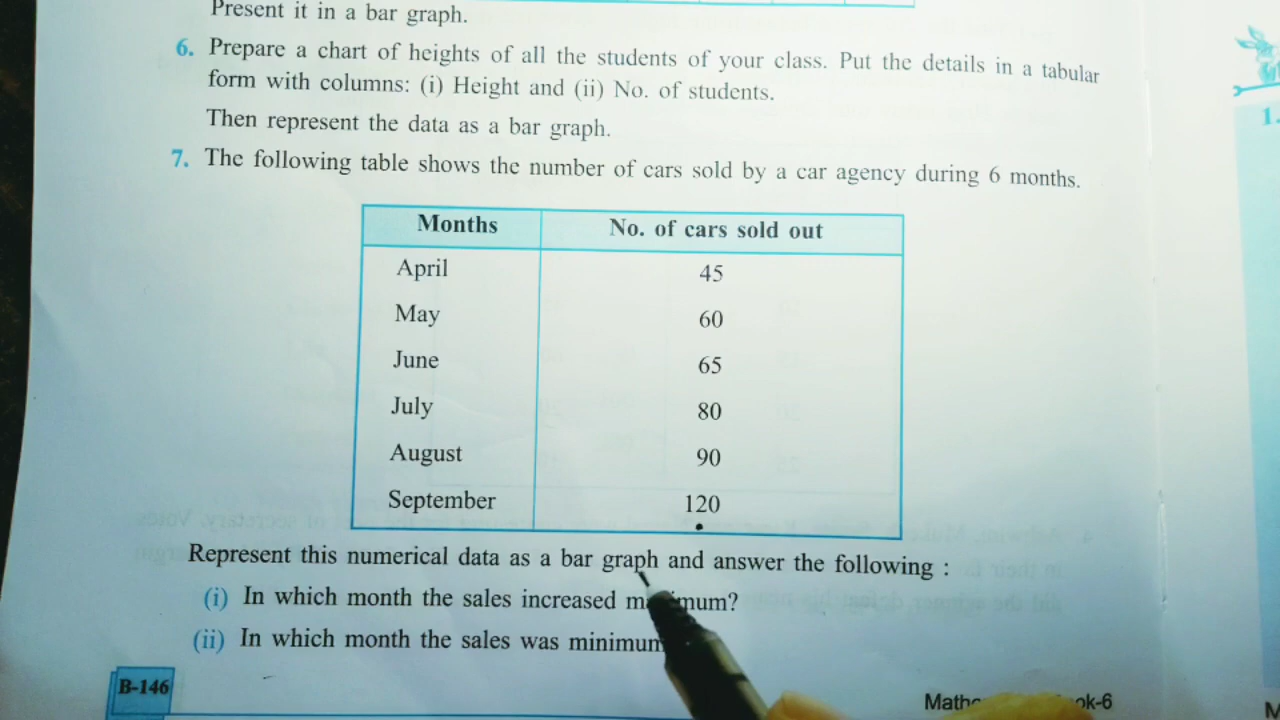 Present it in a bar graph.
6. Prepare a chart of heights of all the students of your class. Put the details in a tabular
form with columns: (i) Height and (ii) No. of students.
Then represent the data as a bar graph.
7. The following table shows the number of cars sold by a car agency during 6 months.
Months No. of cars sold out
April 45
May 60
June 65
July 80
August 90
September 120
Represent this numerical data as a bar graph and answer the following :
(i) In which month the sales increased
(ii) In which month the sales was minimum
B-146
1.